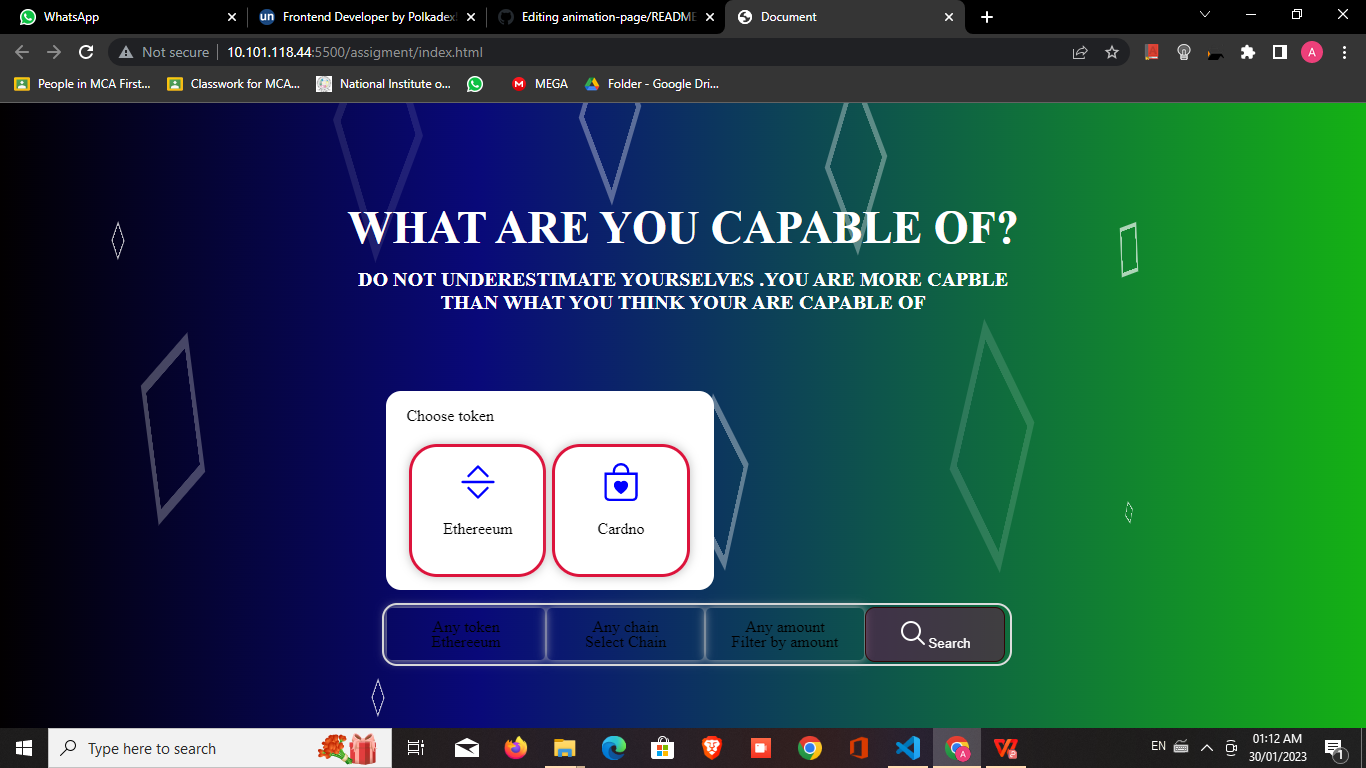 WhatsApp
Frontend Developer by Polkadex
Editing animation-page/README
Document
Not secure
10.101.118.44:5500/assigment/index.html
A
People in MCA First...
Classwork for MCA...
National Institute o...
MEGA
Folder - Google Dri...
WHAT ARE YOU CAPABLE OF?
DO NOT UNDERESTIMATE YOURSELVES .YOU ARE MORE CAPBLE
THAN WHAT YOU THINK YOUR ARE CAPABLE OF
Choose token
Ethereeum
Cardno
Any token
Ethereeum
Any chain
Select Chain
Any amount
Filter by amount
Search
Type here to search
EN
01:12 AM
30/01/2023
1